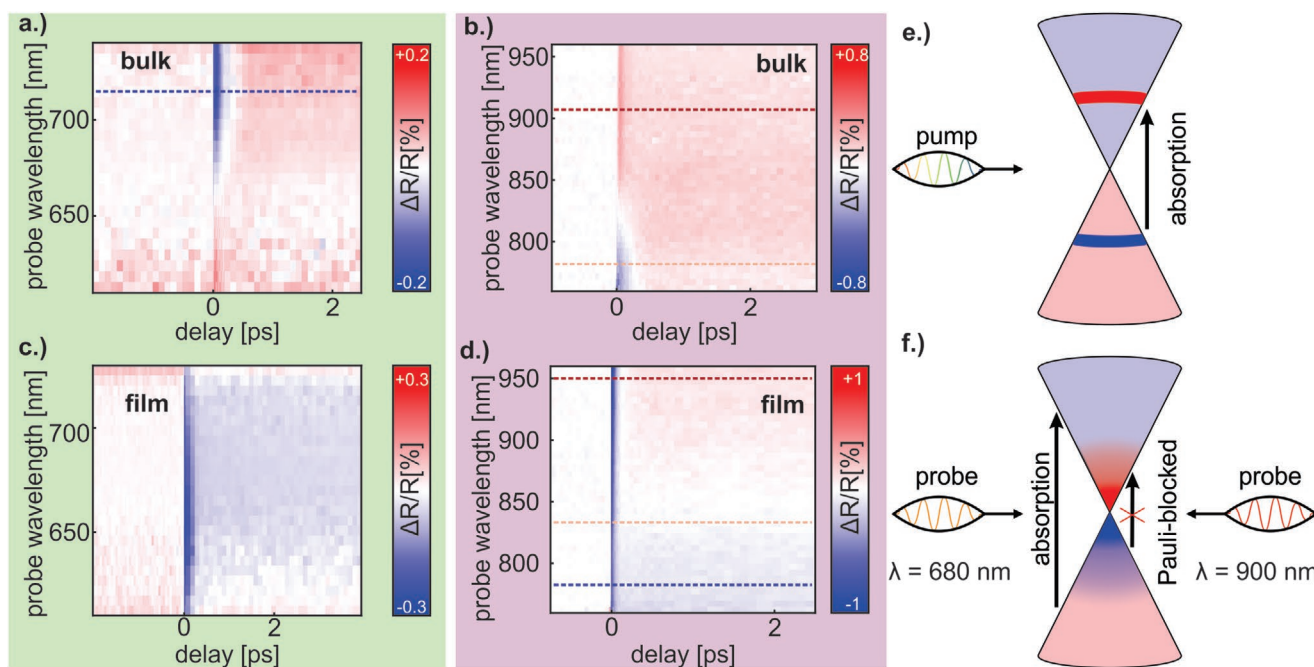 a.)
bulk
probe wavelength [nm]
700
650
0
2
delay [ps]
+0.2
ΔR/R[%]
-0.2
b.)
bulk
probe wavelength [nm]
950
900
850
800
0
2
delay [ps]
+0.8
ΔR/R[%]
-0.8
c.)
film
probe wavelength [nm]
700
650
0
2
delay [ps]
+0.3
ΔR/R[%]
-0.3
d.)
film
probe wavelength [nm]
950
900
850
800
0
2
delay [ps]
+1
ΔR/R[%]
-1
e.)
pump
absorption
f.)
probe
λ = 680 nm
absorption
Pauli-blocked
probe
λ = 900 nm